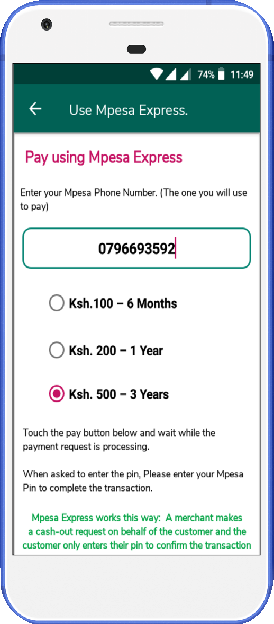 74% 11:49
Use Mpesa Express.
Pay using Mpesa Express
Enter your Mpesa Phone Number. (The one you will use
to pay)
0796693592
Ksh.100 – 6 Months
Ksh. 200 – 1 Year
Ksh. 500 – 3 Years
Touch the pay button below and wait while the
payment request is processing.
When asked to enter the pin, Please enter your Mpesa
Pin to complete the transaction.
Mpesa Express works this way: A merchant makes
a cash-out request on behalf of the customer and the
customer only enters their pin to confirm the transaction